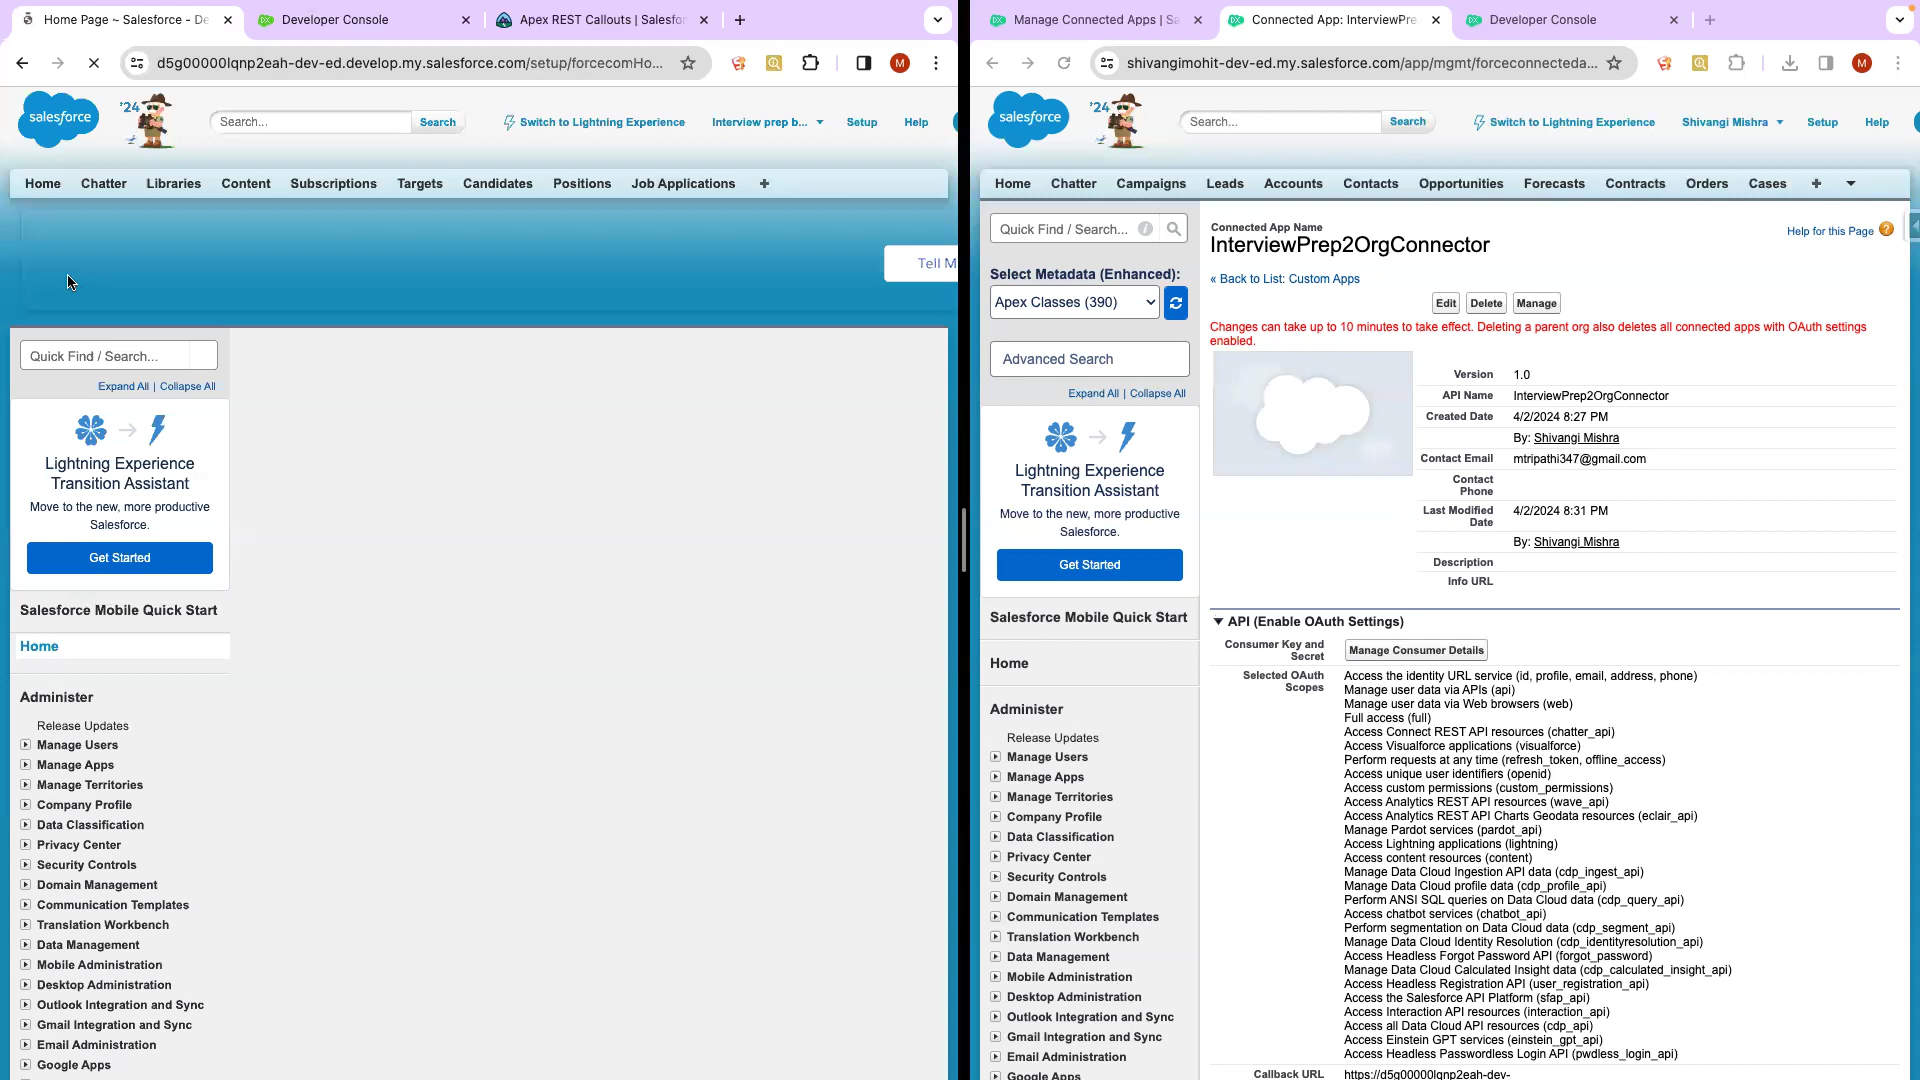 Home Page ~ Salesforce - De
Developer Console
Apex REST Callouts | Salesfor
d5g00000lqnp2eah-dev-ed.develop.my.salesforce.com/setup/forcecomHo...
M
salesforce
'24
Search...
Search
Switch to Lightning Experience
Interview prep b...
Setup
Help
Home
Chatter
Libraries
Content
Subscriptions
Targets
Candidates
Positions
Job Applications
Tell M
Quick Find / Search...
Expand All | Collapse All
Lightning Experience
Transition Assistant
Move to the new, more productive
Salesforce.
Get Started
Salesforce Mobile Quick Start
Home
Administer
Release Updates
Manage Users
Manage Apps
Manage Territories
Company Profile
Data Classification
Privacy Center
Security Controls
Domain Management
Communication Templates
Translation Workbench
Data Management
Mobile Administration
Desktop Administration
Outlook Integration and Sync
Gmail Integration and Sync
Email Administration
Google Apps
Manage Connected Apps | Sa
Connected App: InterviewPre
Developer Console
shivangimohit-dev-ed.my.salesforce.com/app/mgmt/forceconnecteda...
M
salesforce
'24
Search...
Search
Switch to Lightning Experience
Shivangi Mishra
Setup
Help
Home
Chatter
Campaigns
Leads
Accounts
Contacts
Opportunities
Forecasts
Contracts
Orders
Cases
Quick Find / Search...
Select Metadata (Enhanced):
Apex Classes (390)
Advanced Search
Expand All | Collapse All
Lightning Experience
Transition Assistant
Move to the new, more productive
Salesforce.
Get Started
Salesforce Mobile Quick Start
Home
Administer
Release Updates
Manage Users
Manage Apps
Manage Territories
Company Profile
Data Classification
Privacy Center
Security Controls
Domain Management
Communication Templates
Translation Workbench
Data Management
Mobile Administration
Desktop Administration
Outlook Integration and Sync
Gmail Integration and Sync
Email Administration
Google Apps
Connected App Name
InterviewPrep2OrgConnector
Help for this Page
« Back to List: Custom Apps
Edit
Delete
Manage
Changes can take up to 10 minutes to take effect. Deleting a parent org also deletes all connected apps with OAuth settings
enabled.
Version 1.0
API Name InterviewPrep2OrgConnector
Created Date 4/2/2024 8:27 PM
By: Shivangi Mishra
Contact Email mtripathi347@gmail.com
Contact
Phone
Last Modified
Date 4/2/2024 8:31 PM
By: Shivangi Mishra
Description
Info URL
API (Enable OAuth Settings)
Consumer Key and
Secret
Manage Consumer Details
Selected OAuth
Scopes
Access the identity URL service (id, profile, email, address, phone)
Manage user data via APIs (api)
Manage user data via Web browsers (web)
Full access (full)
Access Connect REST API resources (chatter_api)
Access Visualforce applications (visualforce)
Perform requests at any time (refresh_token, offline_access)
Access unique user identifiers (openid)
Access custom permissions (custom_permissions)
Access Analytics REST API resources (wave_api)
Access Analytics REST API Charts Geodata resources (eclair_api)
Manage Pardot services (pardot_api)
Access Lightning applications (lightning)
Access content resources (content)
Manage Data Cloud Ingestion API data (cdp_ingest_api)
Manage Data Cloud profile data (cdp_profile_api)
Perform ANSI SQL queries on Data Cloud data (cdp_query_api)
Access chatbot services (chatbot_api)
Perform segmentation on Data Cloud data (cdp_segment_api)
Manage Data Cloud Identity Resolution (cdp_identityresolution_api)
Access Headless Forgot Password API (forgot_password)
Manage Data Cloud Calculated Insight data (cdp_calculated_insight_api)
Access Headless Registration API (user_registration_api)
Access the Salesforce API Platform (sfap_api)
Access Interaction API resources (interaction_api)
Access all Data Cloud API resources (cdp_api)
Access Einstein GPT services (einstein_gpt_api)
Access Headless Passwordless Login API (pwdless_login_api)
Callback URL https://d5g00000lqnp2eah-dev-